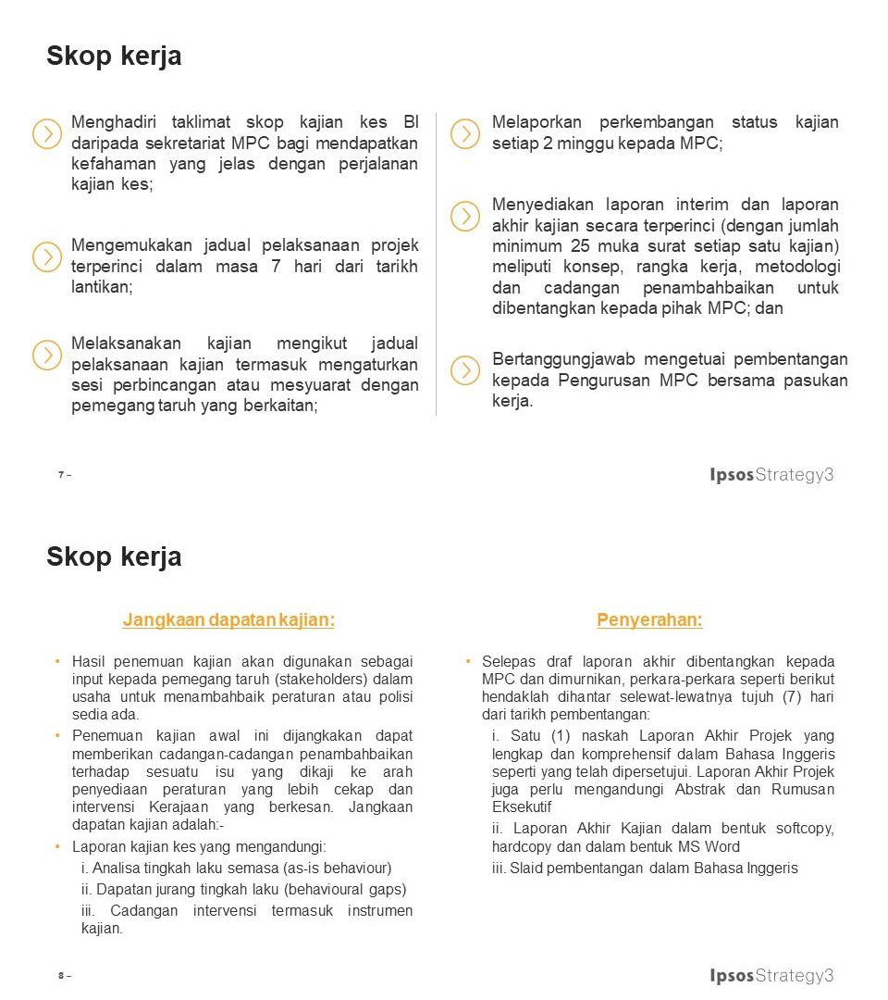 Skop kerja
Menghadiri taklimat skop kajian kes BI
daripada sekretariat MPC bagi mendapatkan
kefahaman yang jelas dengan perjalanan
kajian kes;
Mengemukakan jadual pelaksanaan projek
terperinci dalam masa 7 hari dari tarikh
lantikan;
Melaksanakan kajian mengikut jadual
pelaksanaan kajian termasuk mengaturkan
sesi perbincangan atau mesyuarat dengan
pemegang taruh yang berkaitan;
Melaporkan perkembangan status kajian
setiap 2 minggu kepada MPC;
Menyediakan laporan interim dan laporan
akhir kajian secara terperinci (dengan jumlah
minimum 25 muka surat setiap satu kajian)
meliputi konsep, rangka kerja, metodologi
dan cadangan penambahbaikan untuk
dibentangkan kepada pihak MPC; dan
Bertanggungjawab mengetuai pembentangan
kepada Pengurusan MPC bersama pasukan
kerja.
7 –
IpsosStrategy3
Skop kerja
Jangkaan dapatan kajian:
• Hasil penemuan kajian akan digunakan sebagai
input kepada pemegang taruh (stakeholders) dalam
usaha untuk menambahbaik peraturan atau polisi
sedia ada.
• Penemuan kajian awal ini dijangkakan dapat
memberikan cadangan-cadangan penambahbaikan
terhadap sesuatu isu yang dikaji ke arah
penyediaan peraturan yang lebih cekap dan
intervensi Kerajaan yang berkesan. Jangkaan
dapatan kajian adalah:-
• Laporan kajian kes yang mengandungi:
i. Analisa tingkah laku semasa (as-is behaviour)
ii. Dapatan jurang tingkah laku (behavioural gaps)
iii. Cadangan intervensi termasuk instrumen
kajian.
Penyerahan:
• Selepas draf laporan akhir dibentangkan kepada
MPC dan dimurnikan, perkara-perkara seperti berikut
hendaklah dihantar selewat-lewatnya tujuh (7) hari
dari tarikh pembentangan:
i. Satu (1) naskah Laporan Akhir Projek yang
lengkap dan komprehensif dalam Bahasa Inggeris
seperti yang telah dipersetujui. Laporan Akhir Projek
juga perlu mengandungi Abstrak dan Rumusan
Eksekutif
ii. Laporan Akhir Kajian dalam bentuk softcopy,
hardcopy dan dalam bentuk MS Word
iii. Slaid pembentangan dalam Bahasa Inggeris
8 –
IpsosStrategy3